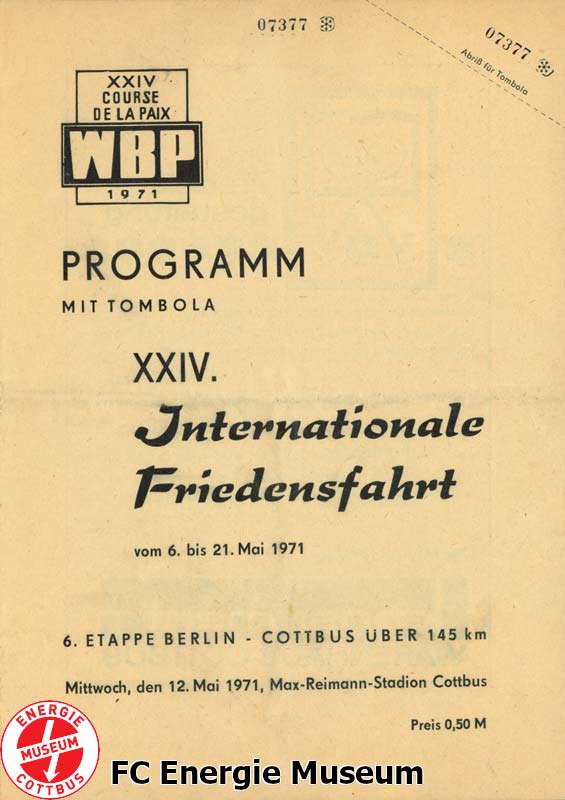 07377
07377
Abriß für Tombola
XXIV
COURSE
DE LA PAIX
WBP
1971
PROGRAMM
MIT TOMBOLA
XXIV.
Internationale
Friedensfahrt
vom 6. bis 21. Mai 1971
6. ETAPPE BERLIN - COTTBUS ÜBER 145 km
Mittwoch, den 12. Mai 1971, Max-Reimann-Stadion Cottbus
Preis 0,50 M
ENERGIE
MUSEUM
COTTBUS
FC Energie Museum